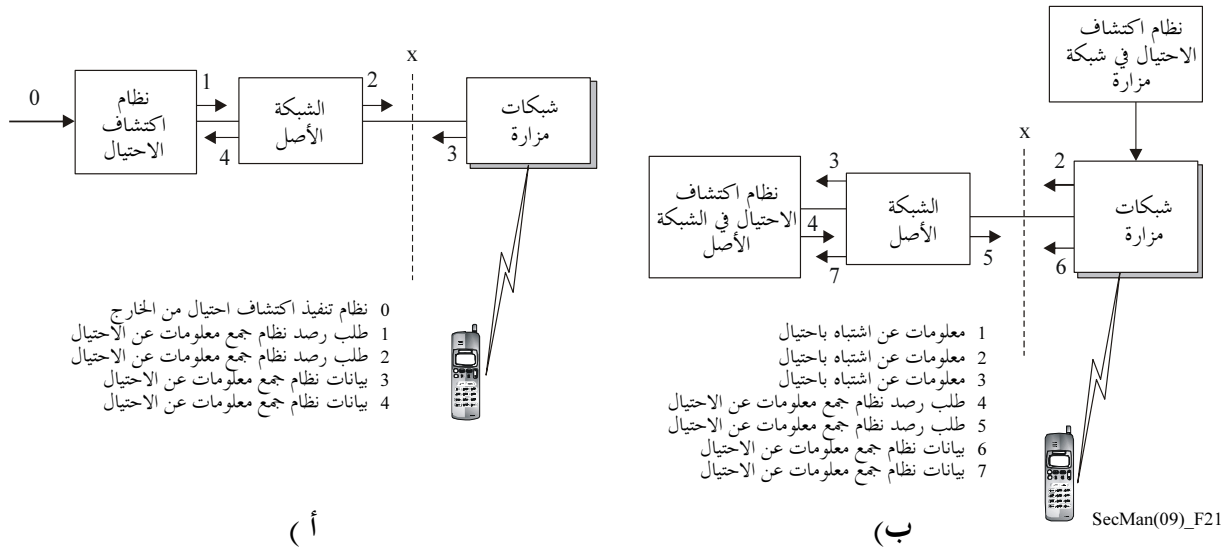 x
0
1
2
نظام
اكتشاف
الاحتيال
الشبكة
الأصل
شبكات
مزارة
4
3
0 نظام تنفيذ اكتشاف احتيال من الخارج
1 طلب رصد نظام جمع معلومات عن الاحتيال
2 طلب رصد نظام جمع معلومات عن الاحتيال
3 بيانات نظام جمع معلومات عن الاحتيال
4 بيانات نظام جمع معلومات عن الاحتيال
أ )
نظام اكتشاف
الاحتيال في شبكة
مزارة
x
2
3
شبكات
مزارة
الشبكة
الأصل
نظام اكتشاف
الاحتيال في الشبكة
الأصل
4
5
6
7
1 معلومات عن اشتباه باحتيال
2 معلومات عن اشتباه باحتيال
3 معلومات عن اشتباه باحتيال
4 طلب رصد نظام جمع معلومات عن الاحتيال
5 طلب رصد نظام جمع معلومات عن الاحتيال
6 بيانات نظام جمع معلومات عن الاحتيال
7 بيانات نظام جمع معلومات عن الاحتيال
ب)
SecMan(09)_F21